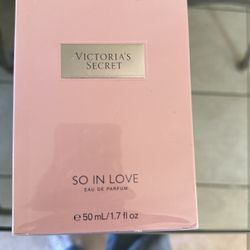 VICTORIA'S
SECRET
SO IN LOVE
EAU DE PARFUM
℮ 50 mL/1.7 fl oz